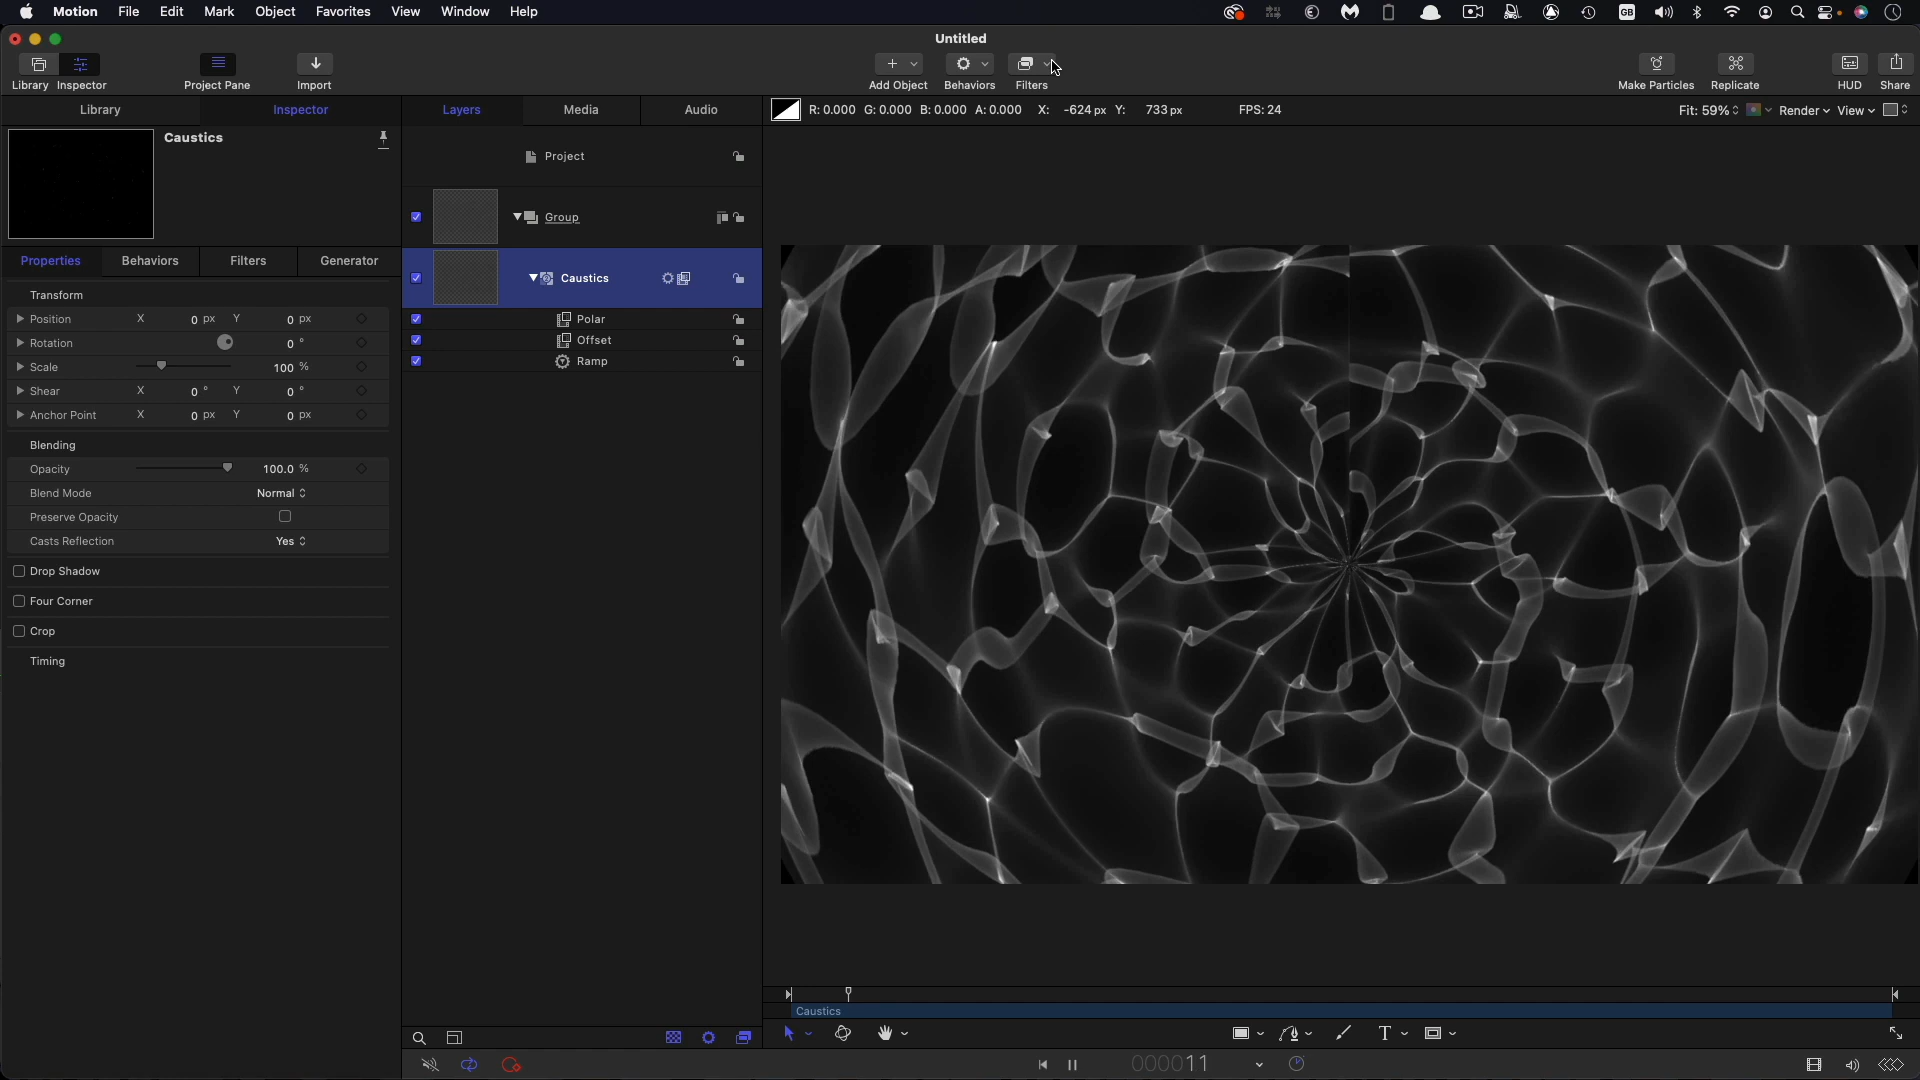 Motion File Edit Mark Object Favorites View Window Help
GB
Untitled
Library Inspector Project Pane Import Add Object Behaviors Filters Make Particles Replicate HUD Share
Library Inspector Layers Media Audio R: 0.000 G: 0.000 B: 0.000 A: 0.000 X: -624 px Y: 733 px FPS: 24 Fit: 59% Render View
Caustics
Project
Group
Caustics
Polar
Offset
Ramp
Properties Behaviors Filters Generator
Transform
Position X 0 px Y 0 px
Rotation 0 °
Scale 100 %
Shear X 0 ° Y 0 °
Anchor Point X 0 px Y 0 px
Blending
Opacity 100.0 %
Blend Mode Normal
Preserve Opacity
Casts Reflection Yes
Drop Shadow
Four Corner
Crop
Timing
Caustics
T
000011